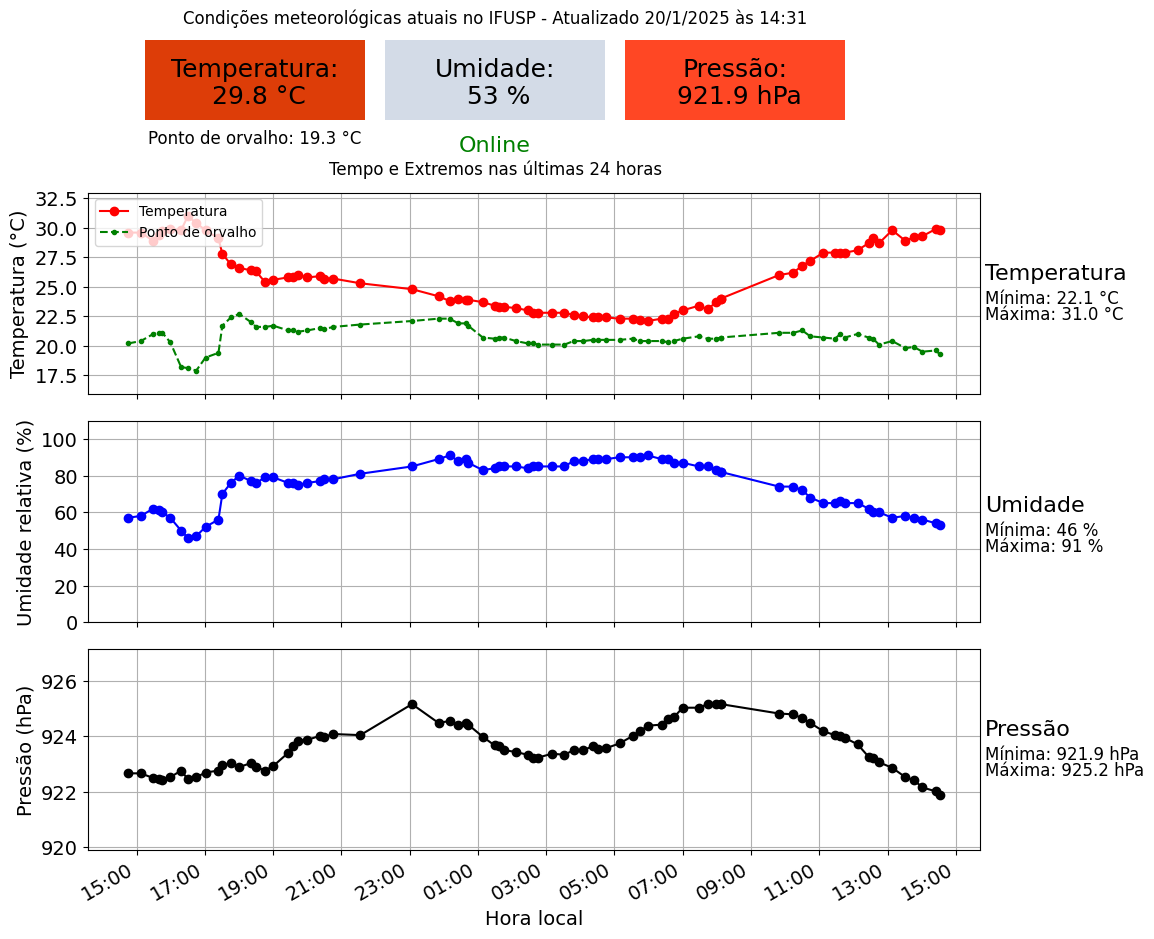 Condições meteorológicas atuais no IFUSP - Atualizado 20/1/2025 às 14:31
Temperatura:
29.8 °C
Umidade:
53 %
Pressão:
921.9 hPa
Ponto de orvalho: 19.3 °C
Online
Tempo e Extremos nas últimas 24 horas
Temperatura (°C)
32.5
30.0
27.5
25.0
22.5
20.0
17.5
Temperatura
Ponto de orvalho
Temperatura
Mínima: 22.1 °C
Máxima: 31.0 °C
Umidade relativa (%)
100
80
60
40
20
0
Umidade
Mínima: 46 %
Máxima: 91 %
Pressão (hPa)
926
924
922
920
Pressão
Mínima: 921.9 hPa
Máxima: 925.2 hPa
15:00
17:00
19:00
21:00
23:00
01:00
03:00
05:00
07:00
09:00
11:00
13:00
15:00
Hora local